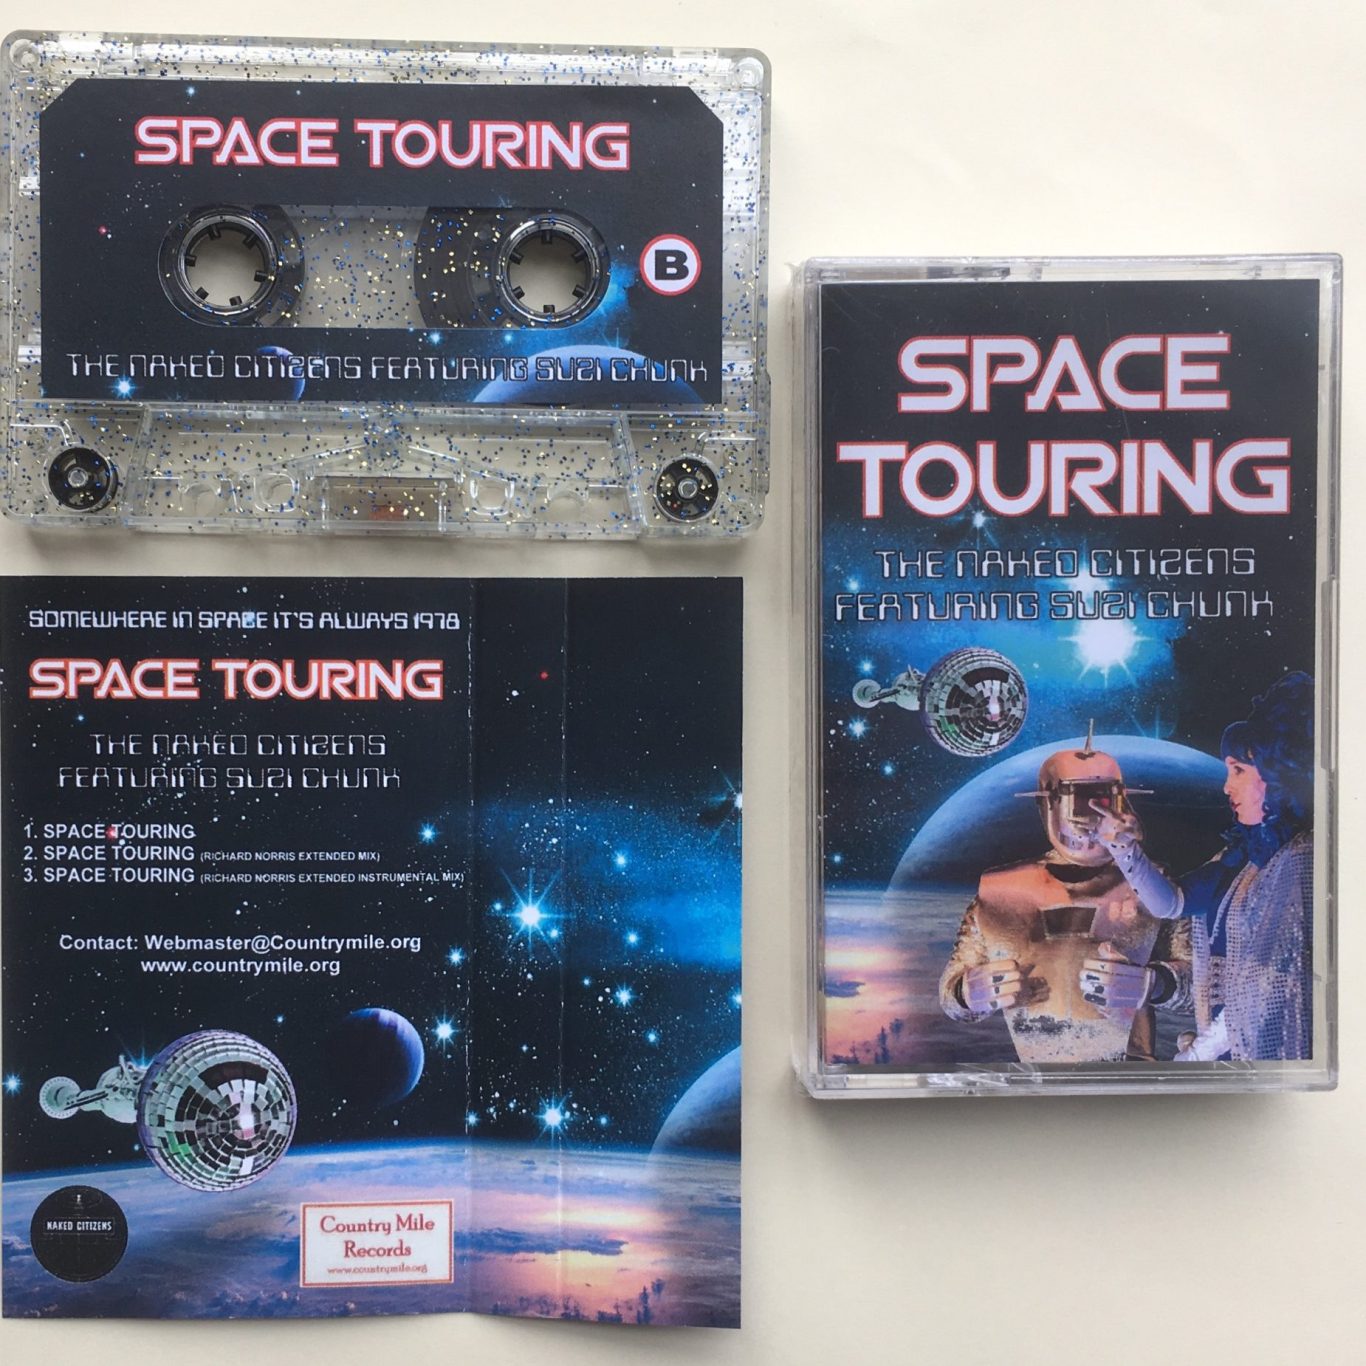 SPACE TOURING
B
THE NAKED CITIZENS FEATURING SUZI CHUNK
SPACE
TOURING
THE NAKED CITIZENS
FEATURING SUZI CHUNK
SOMEWHERE IN SPACE IT'S ALWAYS 1978
SPACE TOURING
THE NAKED CITIZENS
FEATURING SUZI CHUNK
1. SPACE TOURING
2. SPACE TOURING (RICHARD NORRIS EXTENDED MIX)
3. SPACE TOURING (RICHARD NORRIS EXTENDED INSTRUMENTAL MIX)
Contact: Webmaster@Countrymile.org
www.countrymile.org
NAKED CITIZENS
Country Mile
Records
www.countrymile.org